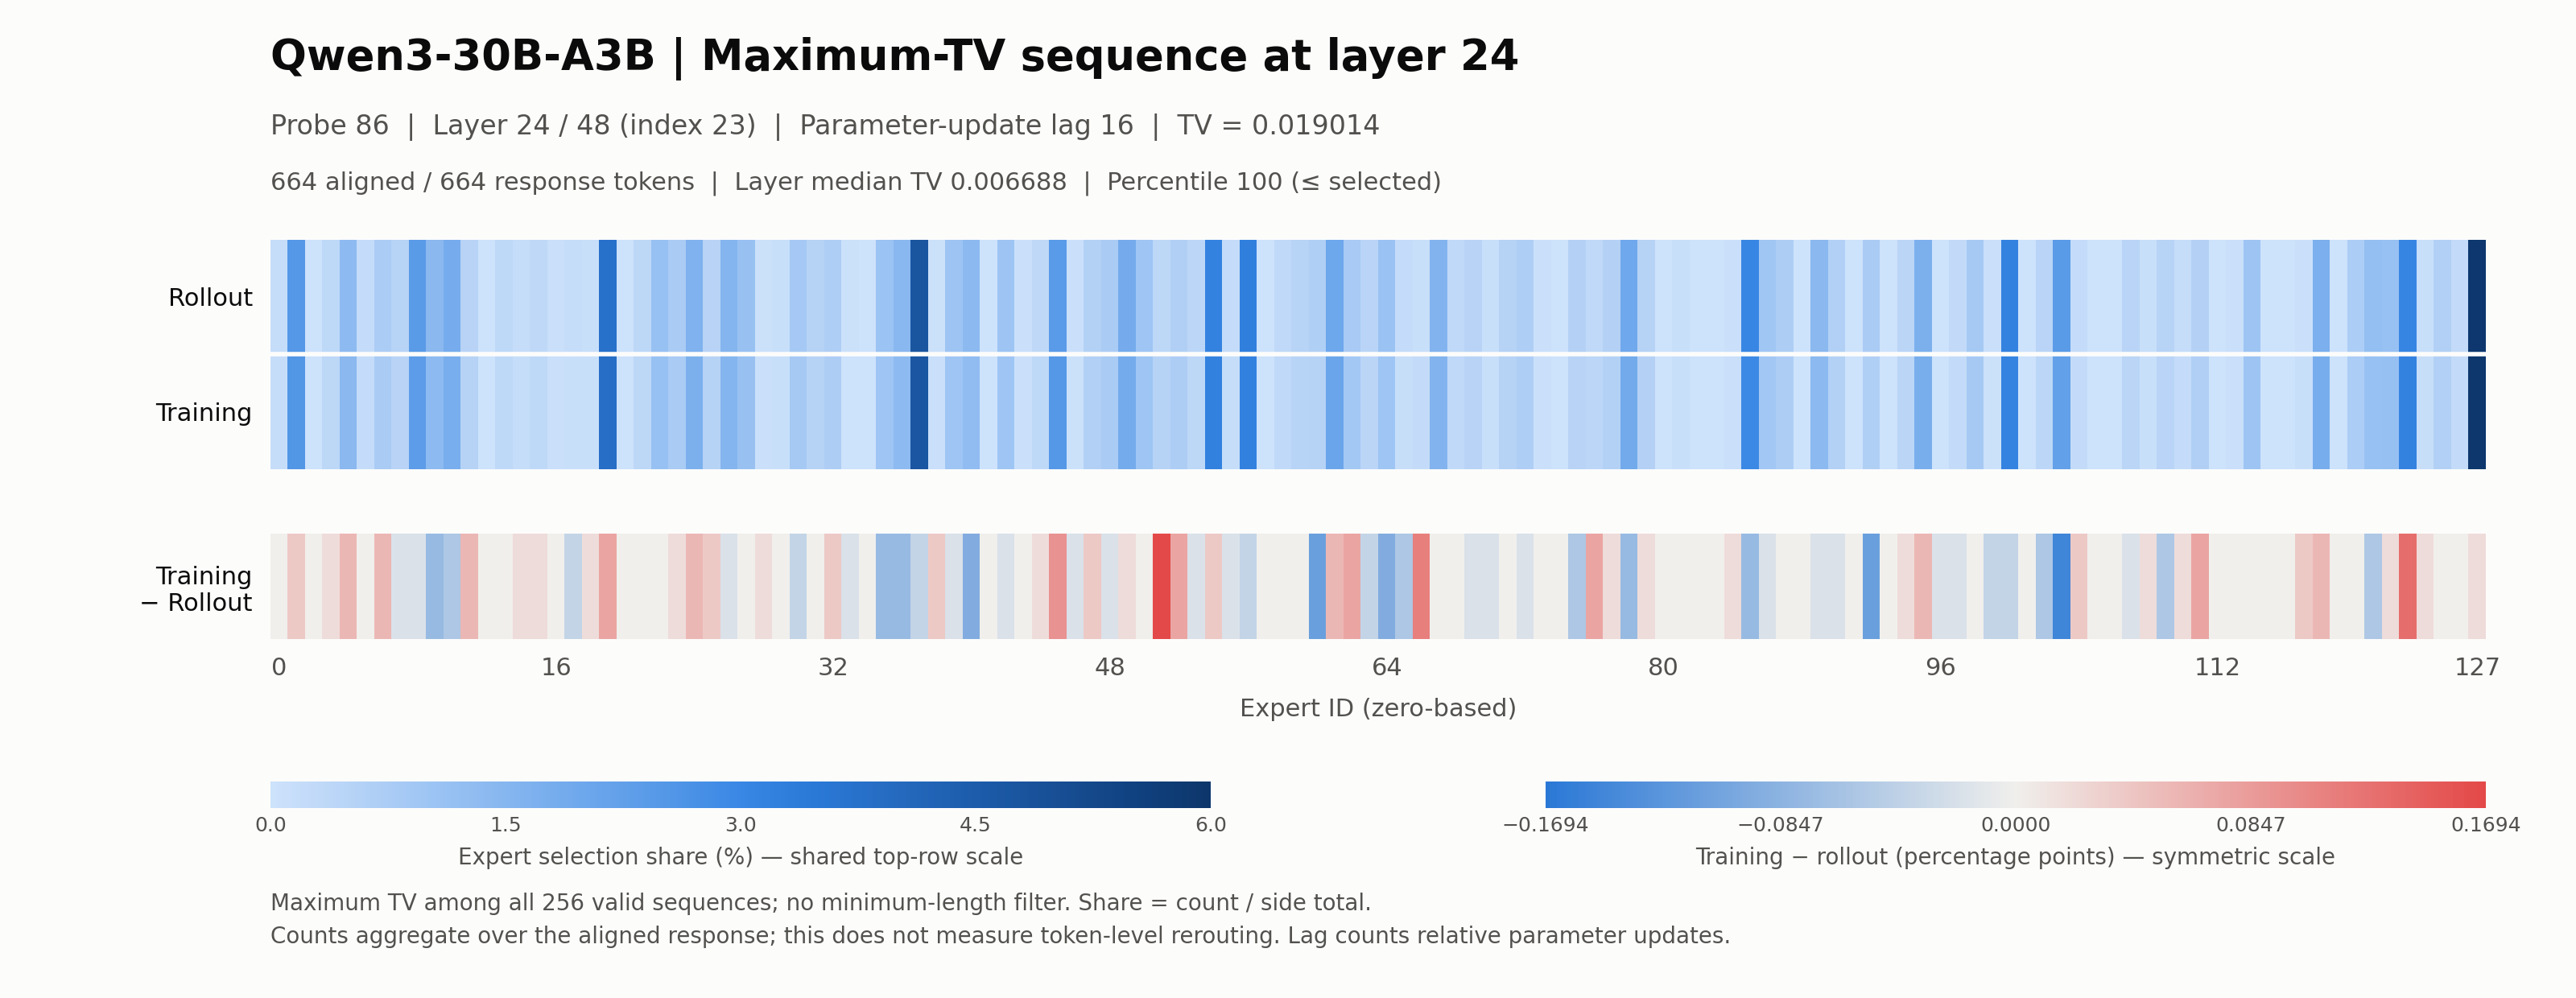 Qwen3-30B-A3B | Maximum-TV sequence at layer 24
Probe 86 | Layer 24 / 48 (index 23) | Parameter-update lag 16 | TV = 0.019014
664 aligned / 664 response tokens | Layer median TV 0.006688 | Percentile 100 (≤ selected)
Rollout
Training
Training
− Rollout
0 16 32 48 64 80 96 112 127
Expert ID (zero-based)
0.0 1.5 3.0 4.5 6.0
Expert selection share (%) — shared top-row scale
−0.1694 −0.0847 0.0000 0.0847 0.1694
Training − rollout (percentage points) — symmetric scale
Maximum TV among all 256 valid sequences; no minimum-length filter. Share = count / side total.
Counts aggregate over the aligned response; this does not measure token-level rerouting. Lag counts relative parameter updates.